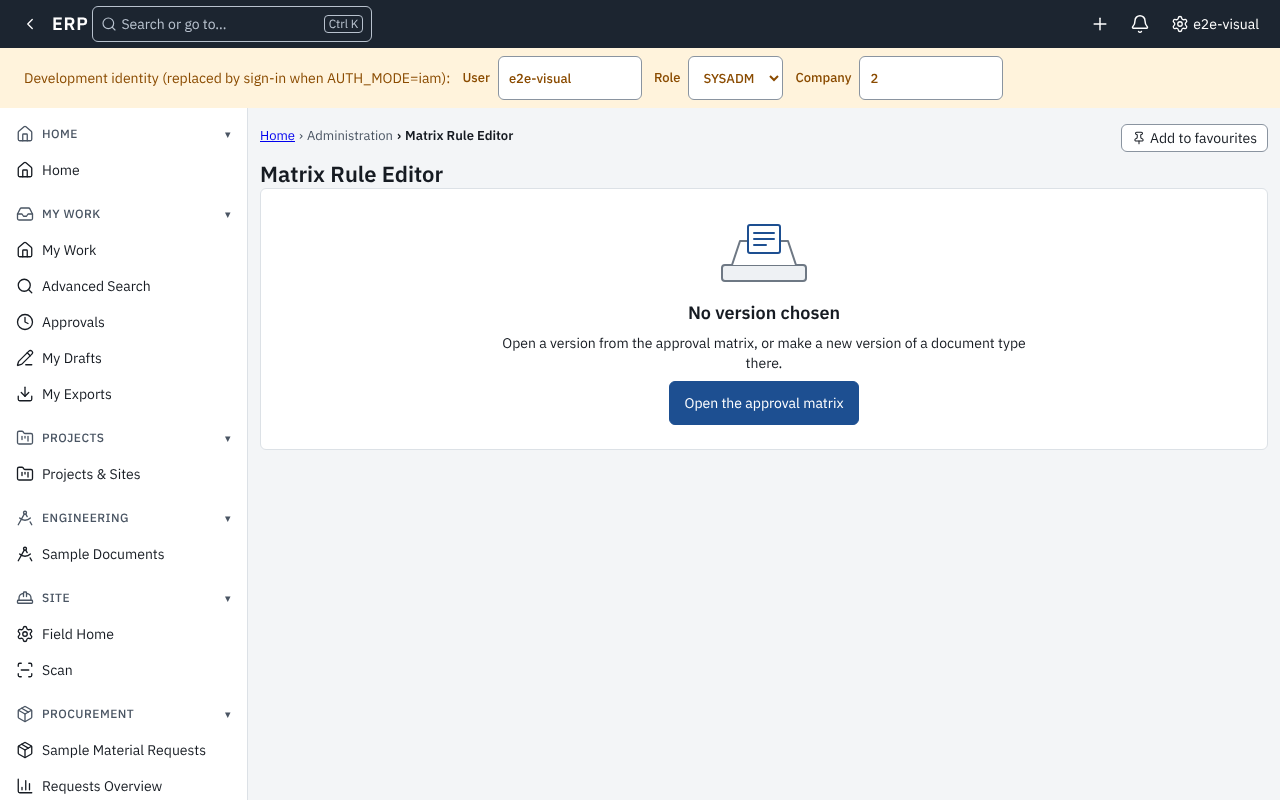 ERP
Search or go to...
Ctrl K
e2e-visual
Development identity (replaced by sign-in when AUTH_MODE=iam):
User
e2e-visual
Role
SYSADM
Company
2
HOME
Home
MY WORK
My Work
Advanced Search
Approvals
My Drafts
My Exports
PROJECTS
Projects & Sites
ENGINEERING
Sample Documents
SITE
Field Home
Scan
PROCUREMENT
Sample Material Requests
Requests Overview
Home › Administration › Matrix Rule Editor
Add to favourites
Matrix Rule Editor
No version chosen
Open a version from the approval matrix, or make a new version of a document type
there.
Open the approval matrix